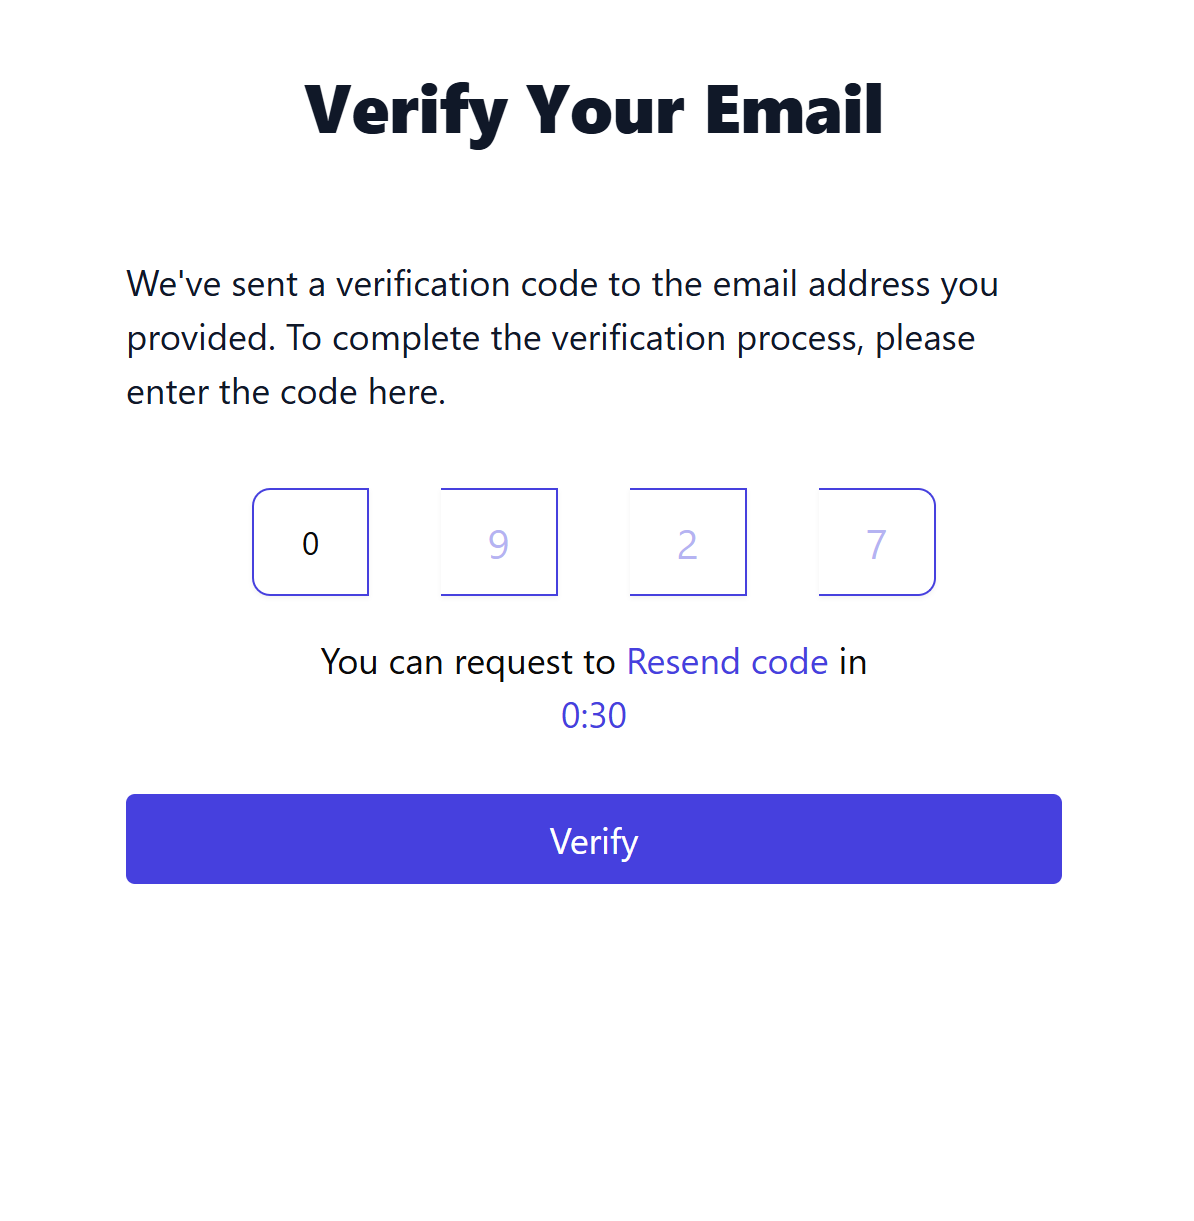 Verify Your Email
We've sent a verification code to the email address you
provided. To complete the verification process, please
enter the code here.
0 9 2 7
You can request to Resend code in
0:30
Verify